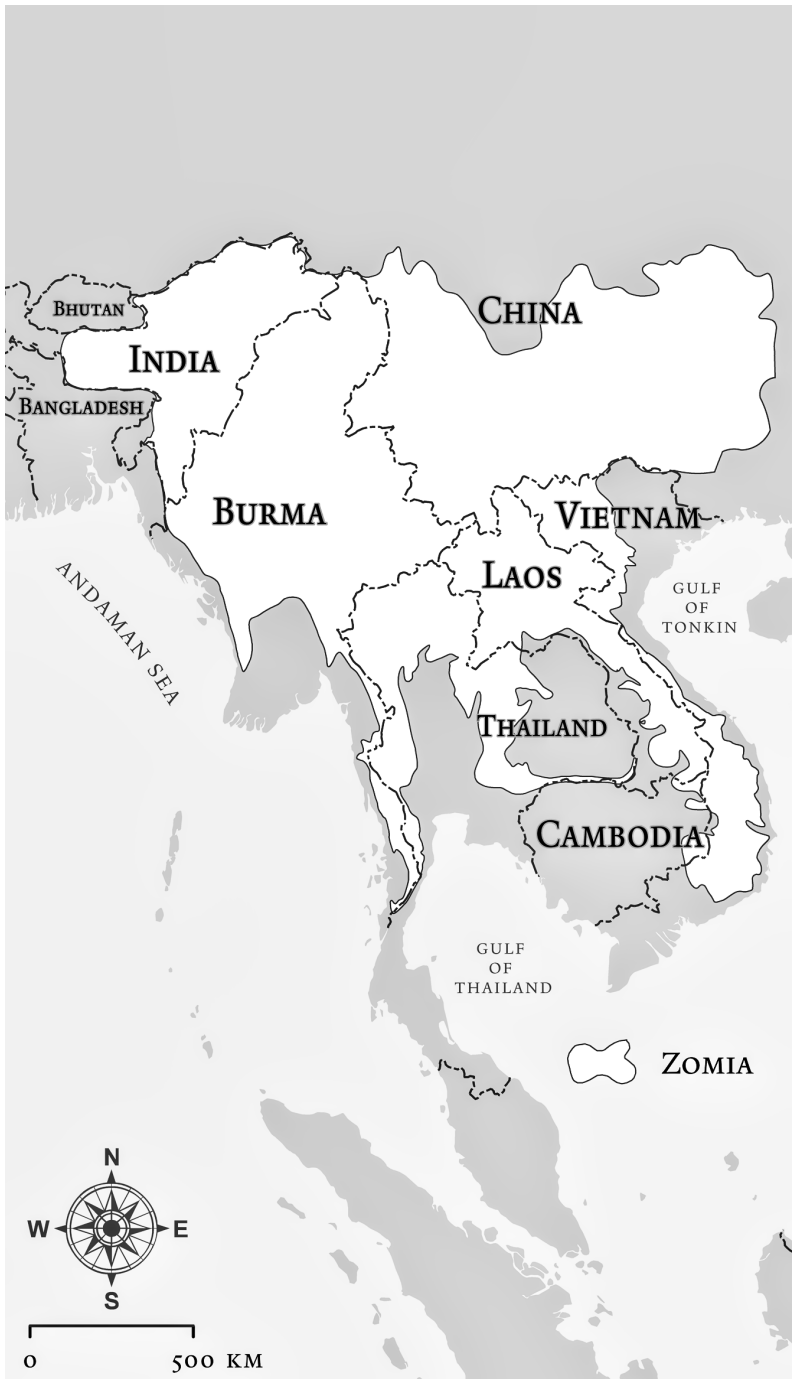 CHINA
BHUTAN
INDIA
BANGLADESH
BURMA
VIETNAM
LAOS
ANDAMAN SEA
GULF
OF
TONKIN
THAILAND
CAMBODIA
GULF
OF
THAILAND
ZOMIA
N
W E
S
0 500 KM